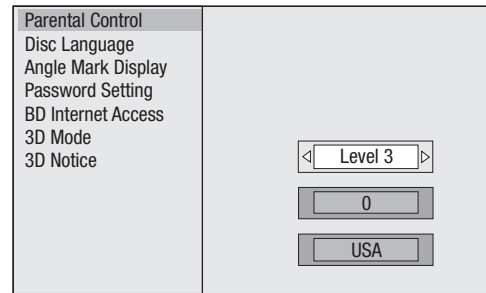 Parental Control
Disc Language
Angle Mark Display
Password Setting
BD Internet Access
3D Mode
3D Notice
Level 3
0
USA